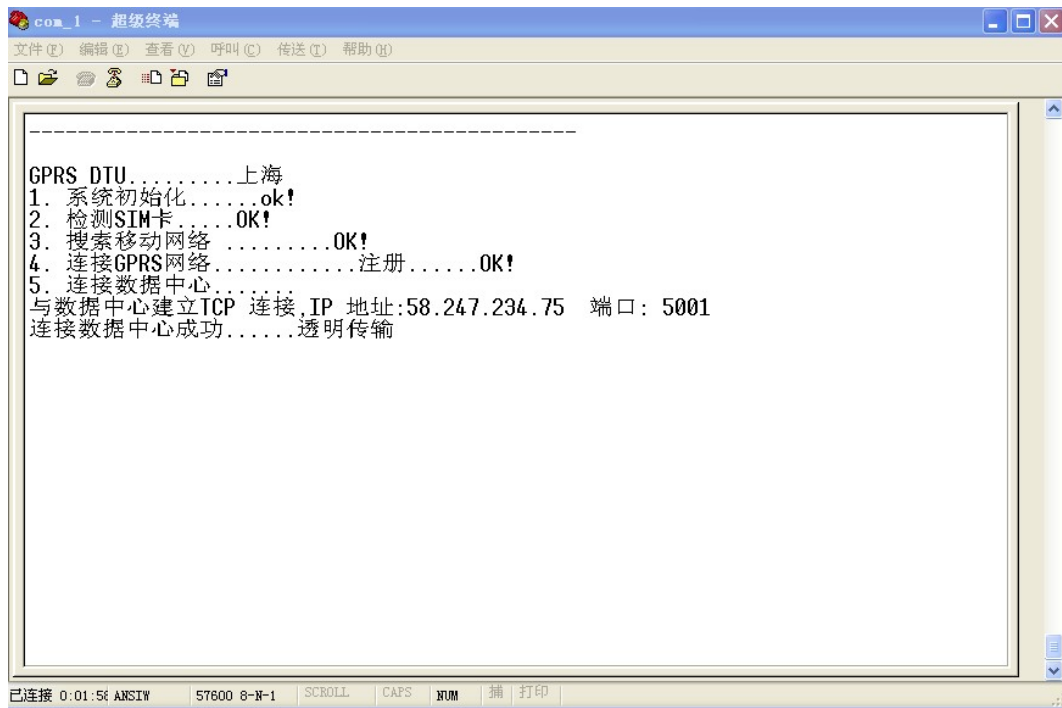 com_1 - 超级终端
文件(F) 编辑(E) 查看(V) 呼叫(C) 传送(T) 帮助(H)
---------------------------------------------
GPRS DTU.........上海
1. 系统初始化......ok!
2. 检测SIM卡.....OK!
3. 搜索移动网络 .........OK!
4. 连接GPRS网络............注册......OK!
5. 连接数据中心.......
与数据中心建立TCP 连接,IP 地址:58.247.234.75 端口: 5001
连接数据中心成功......透明传输
已连接 0:01:58 ANSIW 57600 8-N-1 SCROLL CAPS NUM 捕 打印